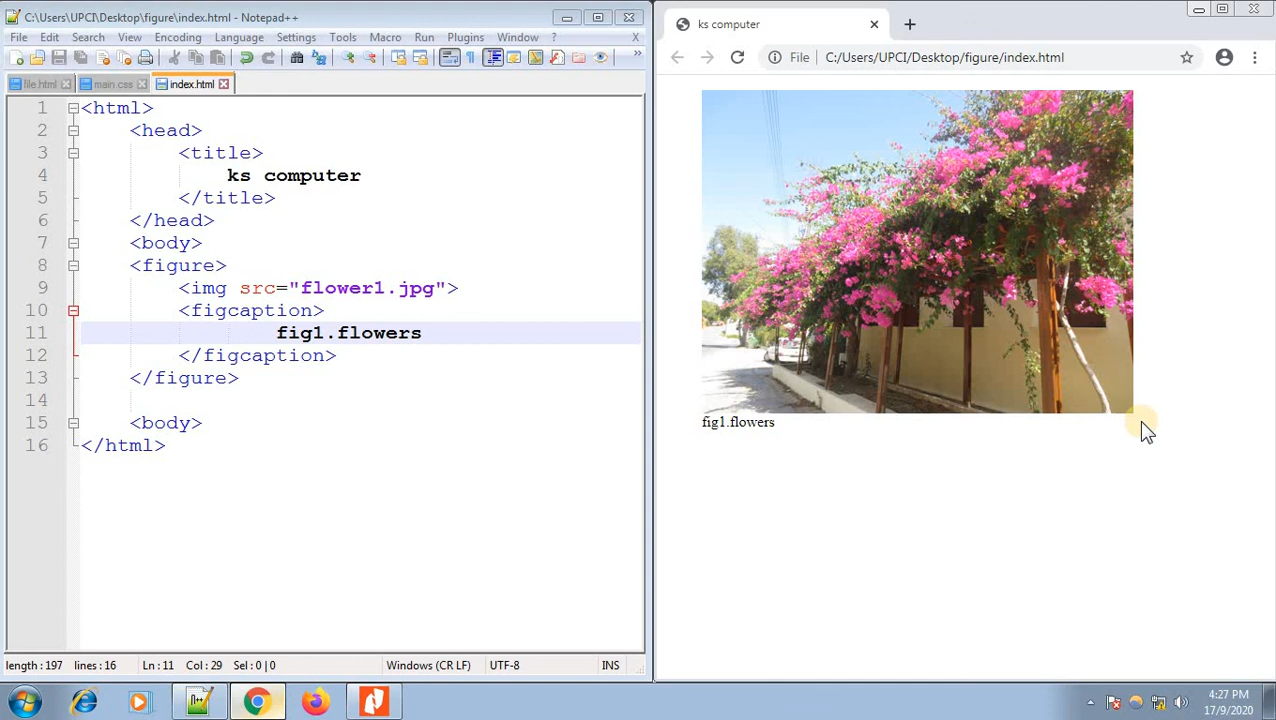 C:\Users\UPCI\Desktop\figure\index.html - Notepad++
File Edit Search View Encoding Language Settings Tools Macro Run Plugins Window ? X
file.html main.css index.html
1 <html>
2 <head>
3 <title>
4 ks computer
5 </title>
6 </head>
7 <body>
8 <figure>
9 <img src="flower1.jpg">
10 <figcaption>
11 fig1.flowers
12 </figcaption>
13 </figure>
14
15 <body>
16 </html>
length : 197 lines : 16 Ln : 11 Col : 29 Sel : 0 | 0 Windows (CR LF) UTF-8 INS
ks computer
File C:/Users/UPCI/Desktop/figure/index.html
fig1.flowers
4:27 PM
17/9/2020